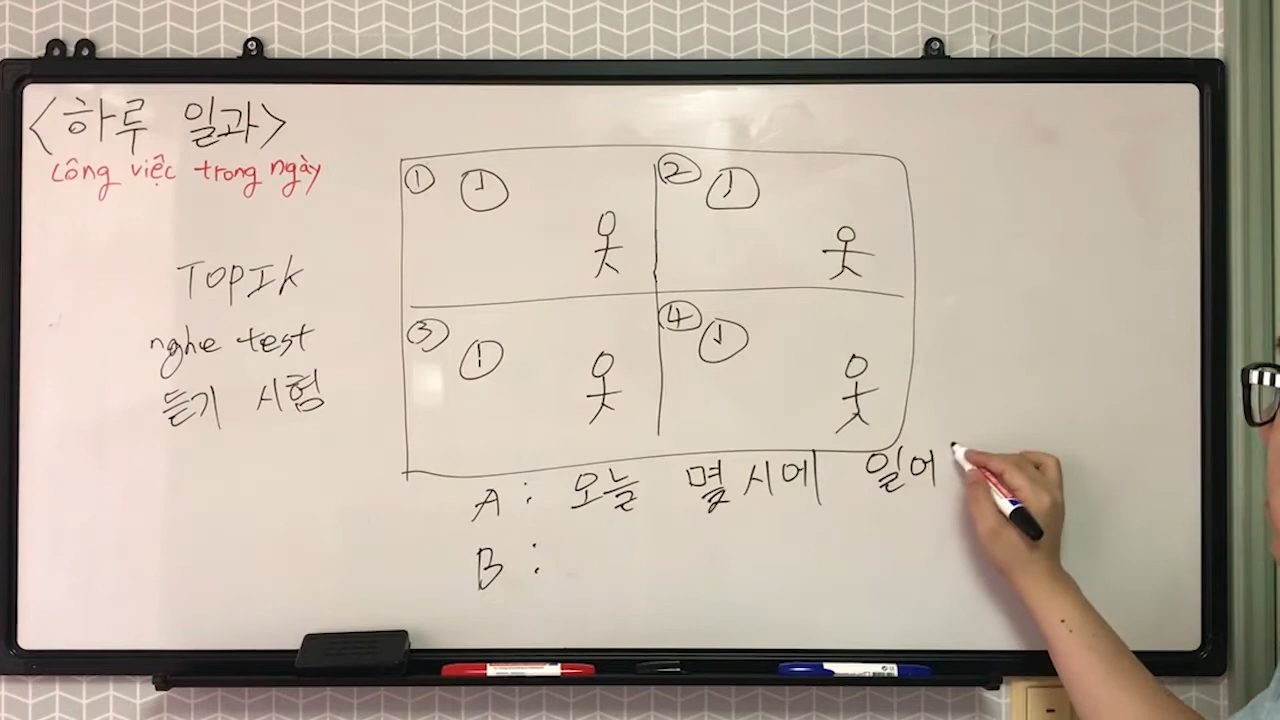 <하루 일과>
công việc trong ngày
TOPIK
nghe test
듣기 시험
①
②
③
④
A: 오늘 몇시에 일어
B: